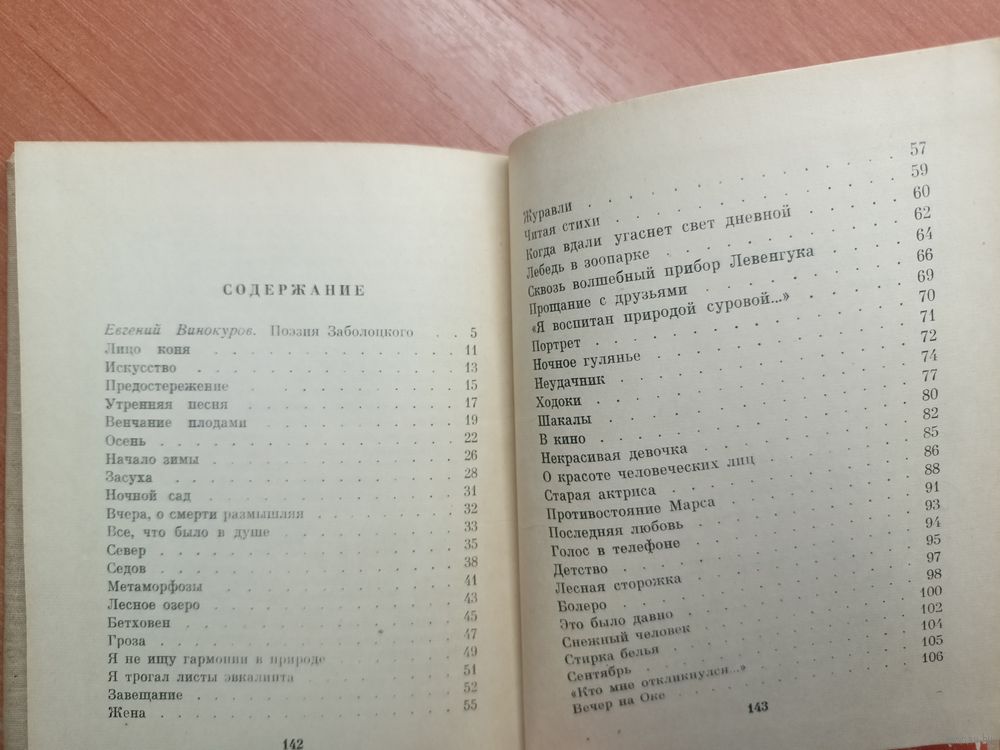 СОДЕРЖАНИЕ
Евгений Винокуров. Поэзия Заболоцкого . . 5
Лицо коня . . . . . . . . . . . . 11
Искусство . . . . . . . . . . . . 13
Предостережение . . . . . . . . . . 15
Утренняя песня . . . . . . . . . . 17
Венчание плодами . . . . . . . . . 19
Осень . . . . . . . . . . . . . . 22
Начало зимы . . . . . . . . . . . 26
Засуха . . . . . . . . . . . . . 28
Ночной сад . . . . . . . . . . . . 31
Вчера, о смерти размышляя . . . . . . 32
Все, что было в душе . . . . . . . . 33
Север . . . . . . . . . . . . . . 35
Седов . . . . . . . . . . . . . . 38
Метаморфозы . . . . . . . . . . . 41
Лесное озеро . . . . . . . . . . . 43
Бетховен . . . . . . . . . . . . . 45
Гроза . . . . . . . . . . . . . . 47
Я не ищу гармонии в природе . . . . . 49
Я трогал листы эвкалипта . . . . . . 51
Завещание . . . . . . . . . . . . 52
Жена . . . . . . . . . . . . . . 55
142
Журавли . . . . . . . . . . . . . 57
Читая стихи . . . . . . . . . . . 59
Когда вдали угаснет свет дневной . . . 60
Лебедь в зоопарке . . . . . . . . . 62
Сквозь волшебный прибор Левенгука . . 64
Прощание с друзьями . . . . . . . . 66
«Я воспитан природой суровой...» . . . 69
Портрет . . . . . . . . . . . . . 70
Ночное гулянье . . . . . . . . . . 71
Неудачник . . . . . . . . . . . . 72
Ходоки . . . . . . . . . . . . . 74
Шакалы . . . . . . . . . . . . . 77
В кино . . . . . . . . . . . . . 80
Некрасивая девочка . . . . . . . . 82
О красоте человеческих лиц . . . . . 85
Старая актриса . . . . . . . . . . 86
Противостояние Марса . . . . . . . 88
Последняя любовь . . . . . . . . . 91
Голос в телефоне . . . . . . . . . 93
Детство . . . . . . . . . . . . . 94
Лесная сторожка . . . . . . . . . . 95
Болеро . . . . . . . . . . . . . 97
Это было давно . . . . . . . . . . 98
Снежный человек . . . . . . . . . 100
Стирка белья . . . . . . . . . . . 102
Сентябрь . . . . . . . . . . . . 104
«Кто мне откликнулся...» . . . . . . 105
Вечер на Оке . . . . . . . . . . . 106
143